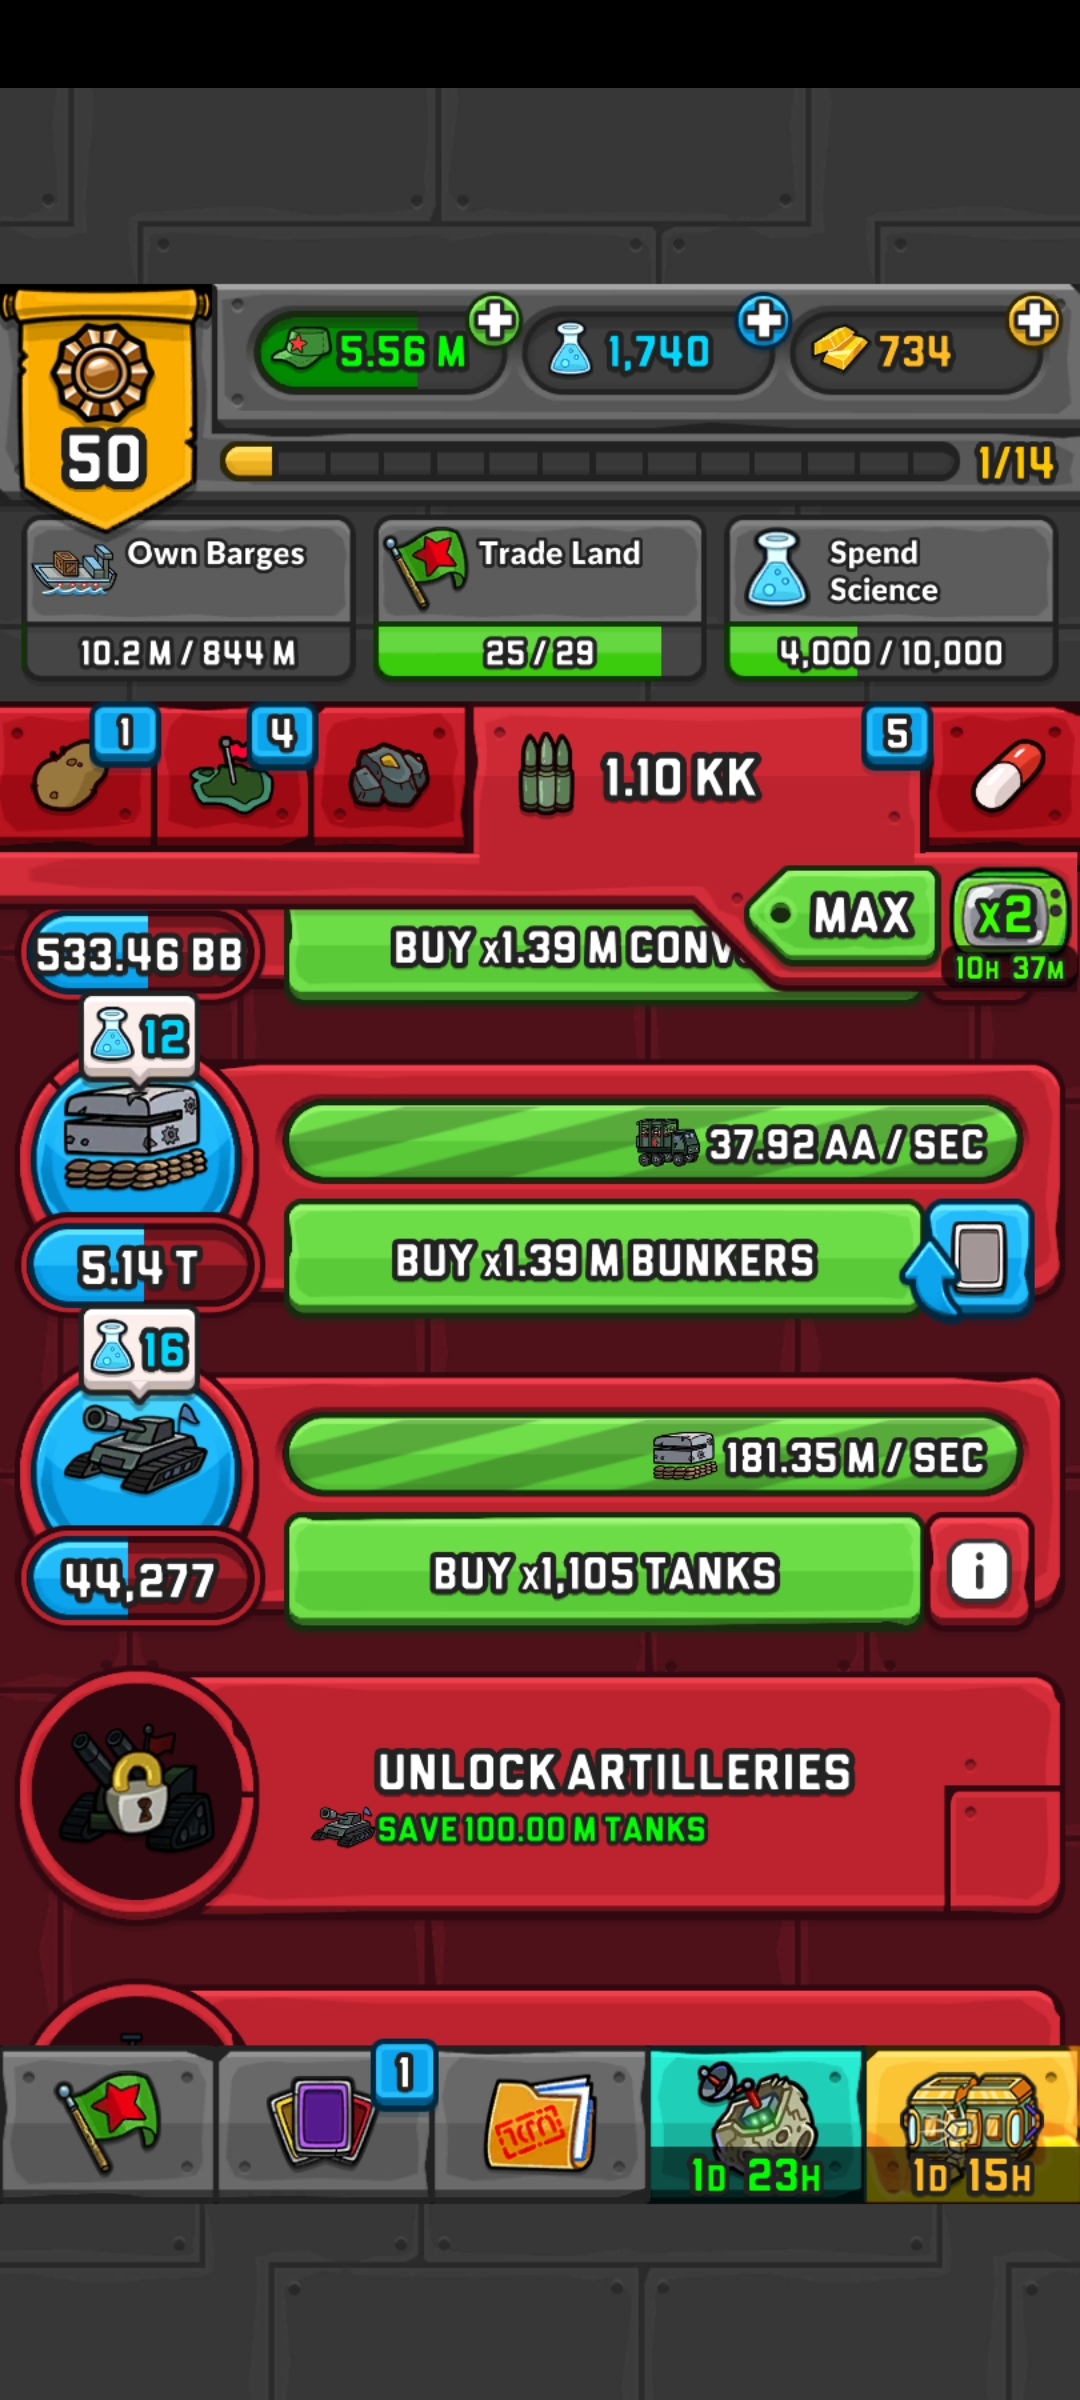 5.56 M
1,740
734
50
1/14
Own Barges
10.2 M / 844 M
Trade Land
25 / 29
Spend
Science
4,000 / 10,000
1
4
1.10 KK
5
MAX
x2
10H 37M
533.46 BB
BUY x1.39 M CONV
12
37.92 AA / SEC
5.14 T
BUY x1.39 M BUNKERS
16
181.35 M / SEC
44,277
BUY x1,105 TANKS
i
UNLOCK ARTILLERIES
SAVE 100.00 M TANKS
1
1D 23H
1D 15H